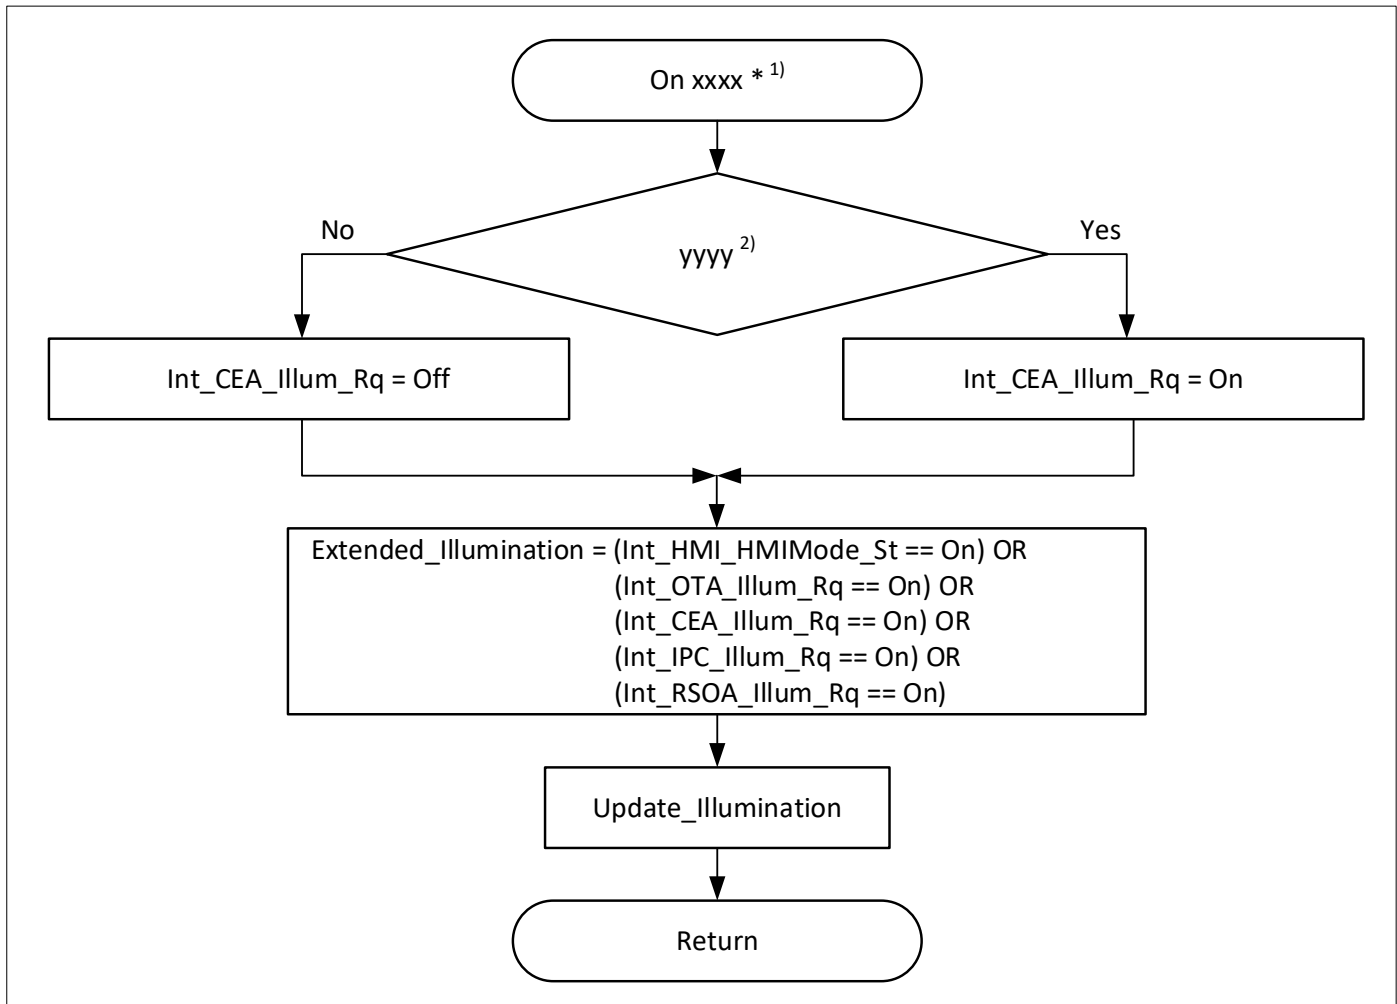 On xxxx * 1)
yyyy 2)
No
Yes
Int_CEA_Illum_Rq = Off
Int_CEA_Illum_Rq = On
Extended_Illumination = (Int_HMI_HMIMode_St == On) OR
(Int_OTA_Illum_Rq == On) OR
(Int_CEA_Illum_Rq == On) OR
(Int_IPC_Illum_Rq == On) OR
(Int_RSOA_Illum_Rq == On)
Update_Illumination
Return